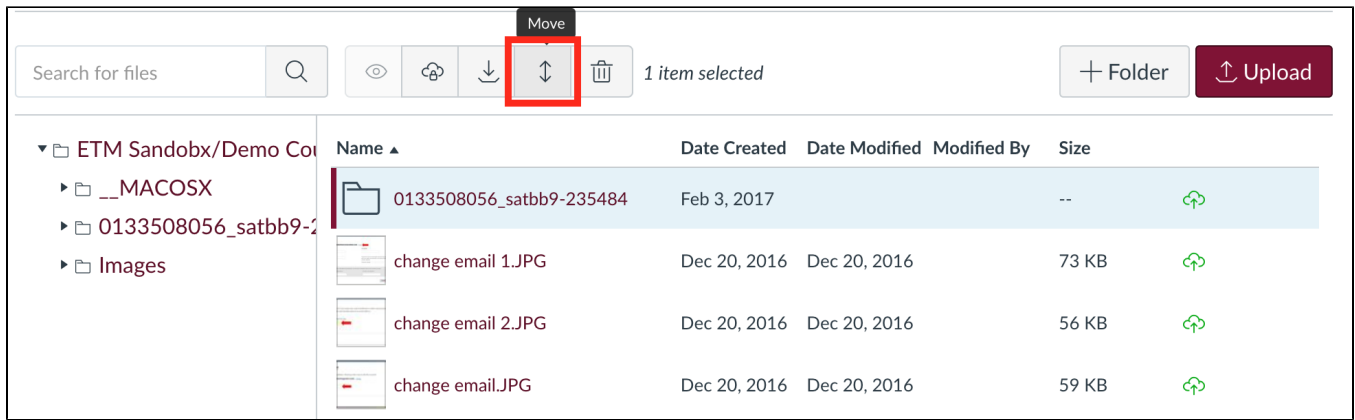 Move
Search for files
1 item selected
Folder
Upload
ETM Sandobx/Demo Cou
__MACOSX
0133508056_satbb9-2
Images
Name Date Created Date Modified Modified By Size
0133508056_satbb9-235484 Feb 3, 2017 --
change email 1.JPG Dec 20, 2016 Dec 20, 2016 73 KB
change email 2.JPG Dec 20, 2016 Dec 20, 2016 56 KB
change email.JPG Dec 20, 2016 Dec 20, 2016 59 KB